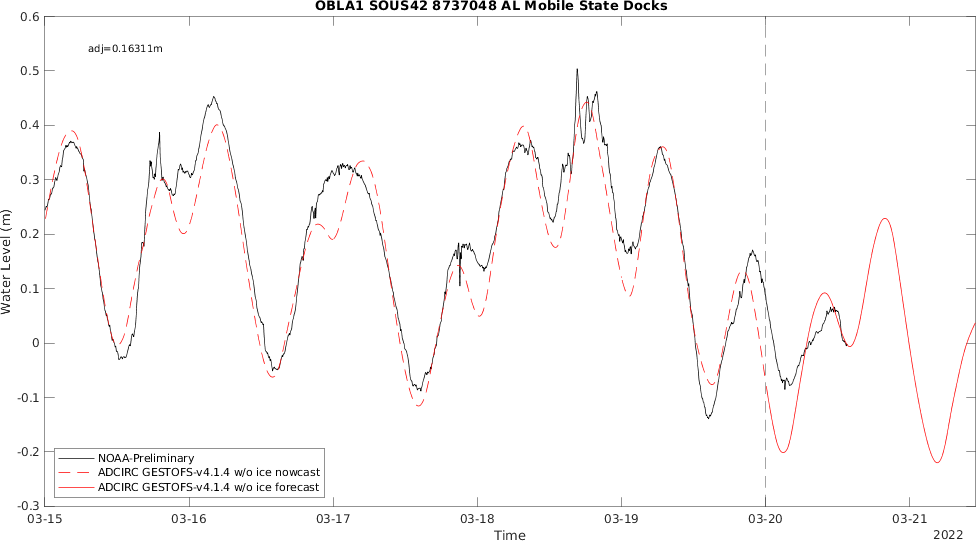 OBLA1 SOUS42 8737048 AL Mobile State Docks
adj=0.16311m
0.6
0.5
0.4
0.3
0.2
0.1
0
-0.1
-0.2
-0.3
Water Level (m)
NOAA-Preliminary
ADCIRC GESTOFS-v4.1.4 w/o ice nowcast
ADCIRC GESTOFS-v4.1.4 w/o ice forecast
03-15 03-16 03-17 03-18 03-19 03-20 03-21
Time
2022